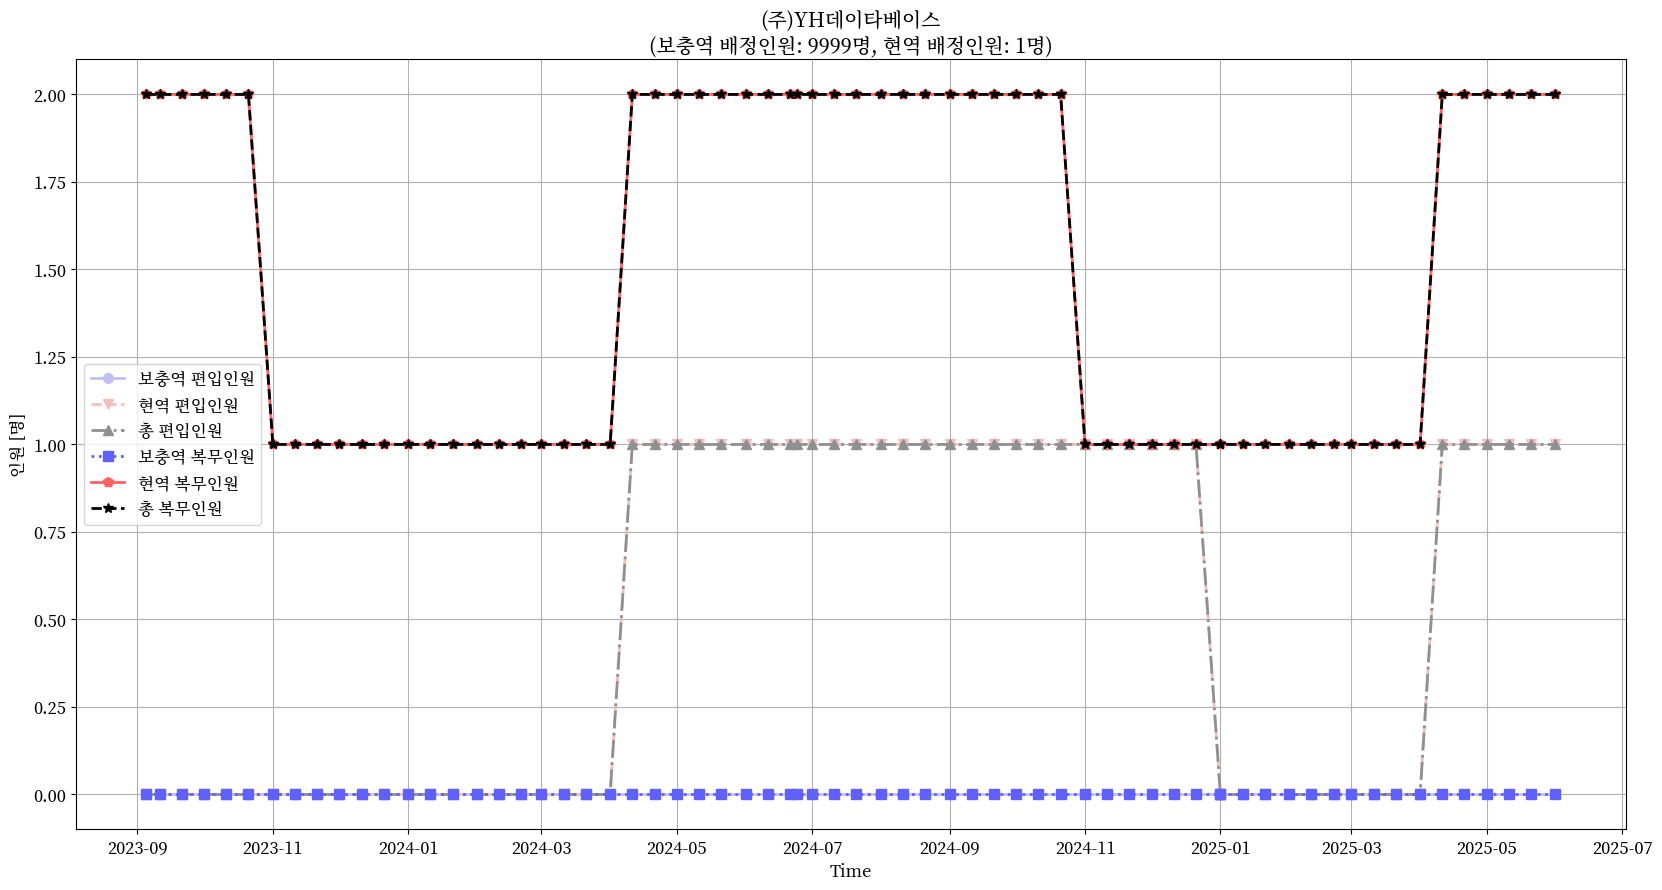 (주)YH데이타베이스
(보충역 배정인원: 9999명, 현역 배정인원: 1명)
인원 [명]
2.00
1.75
1.50
1.25
1.00
0.75
0.50
0.25
0.00
보충역 편입인원
현역 편입인원
총 편입인원
보충역 복무인원
현역 복무인원
총 복무인원
2023-09 2023-11 2024-01 2024-03 2024-05 2024-07 2024-09 2024-11 2025-01 2025-03 2025-05 2025-07
Time